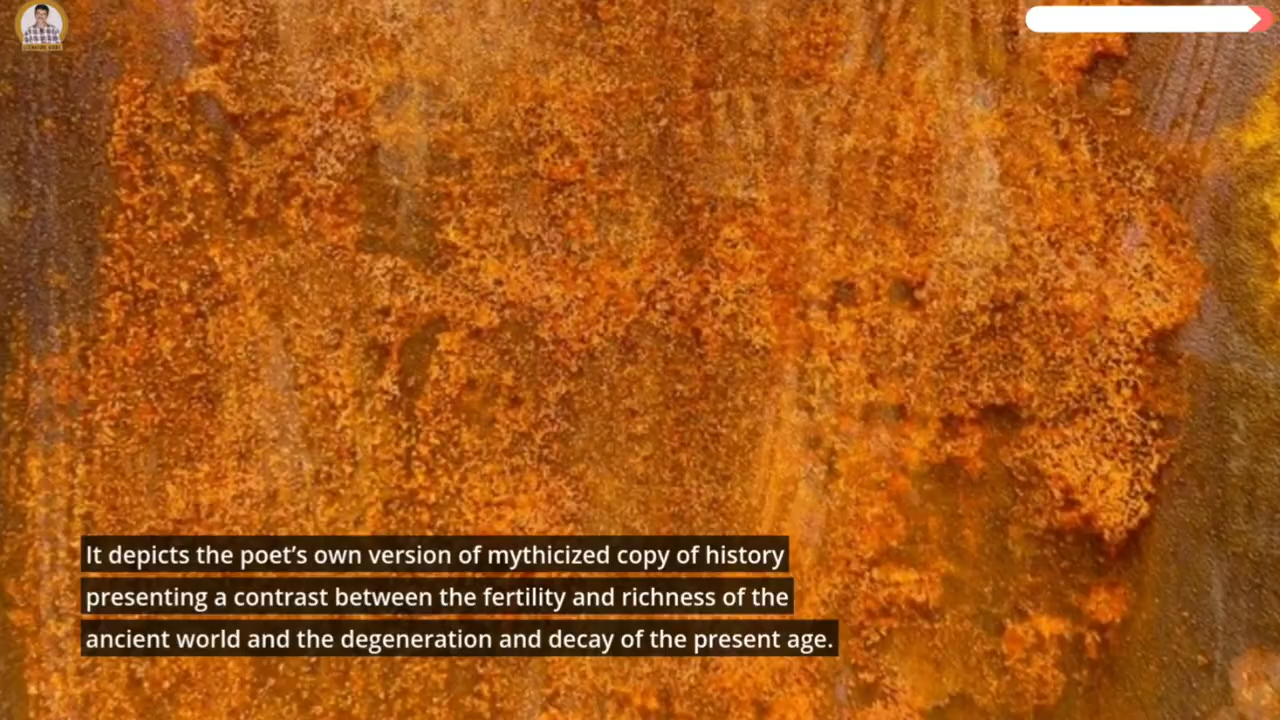 It depicts the poet’s own version of mythicized copy of history
presenting a contrast between the fertility and richness of the
ancient world and the degeneration and decay of the present age.